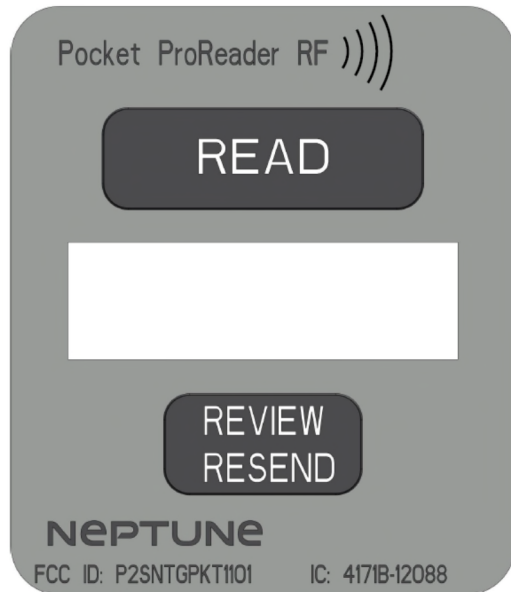 Pocket ProReader RF
READ
REVIEW
RESEND
NEPTUNE
FCC ID: P2SNTGPKT1101 IC: 4171B-12088